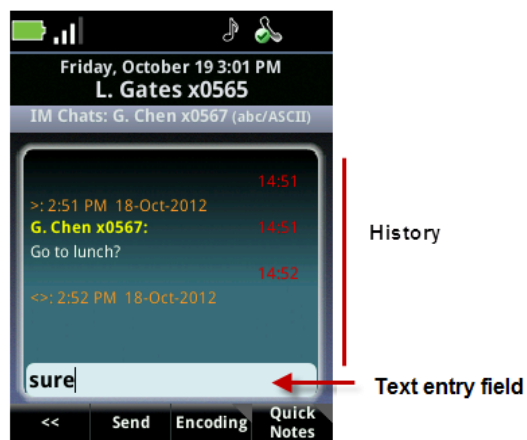 Friday, October 19 3:01 PM
L. Gates x0565
IM Chats: G. Chen x0567 (abc/ASCII)
14:51
>: 2:51 PM 18-Oct-2012
G. Chen x0567: 14:51
Go to lunch?
14:52
<>: 2:52 PM 18-Oct-2012
History
sure
Text entry field
<< Send Encoding Quick Notes